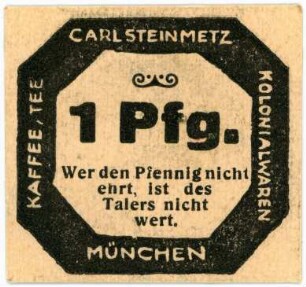 CARL STEINMETZ
KAFFEE, TEE
KOLONIALWAREN
1 Pfg.
Wer den Pfennig nicht
ehrt, ist des
Talers nicht
wert.
MÜNCHEN